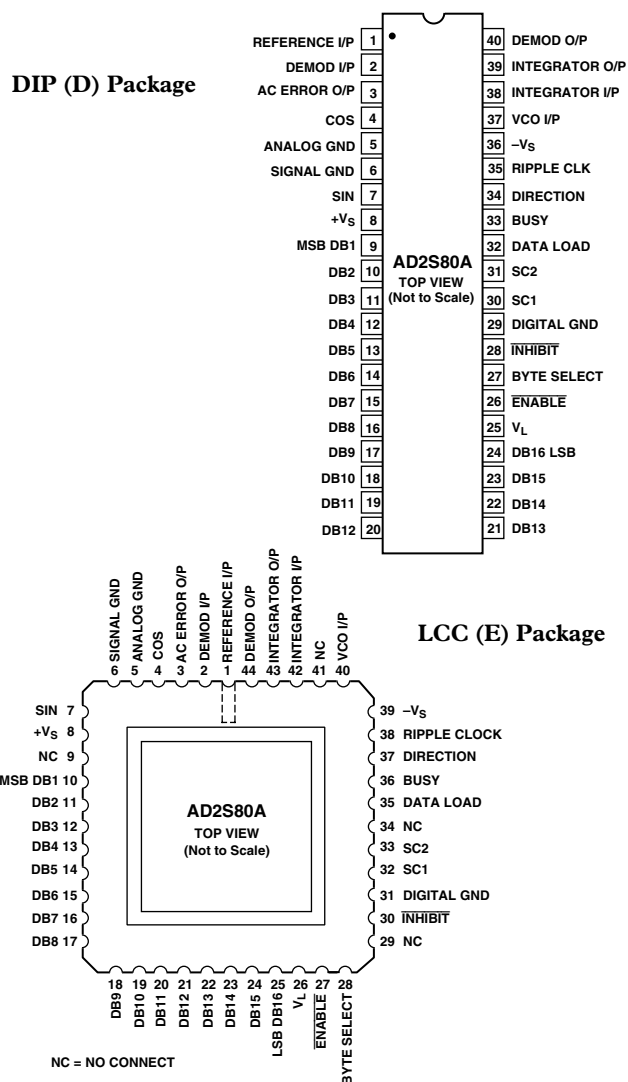 DIP (D) Package
REFERENCE I/P 1
DEMOD I/P 2
AC ERROR O/P 3
COS 4
ANALOG GND 5
SIGNAL GND 6
SIN 7
+VS 8
MSB DB1 9
DB2 10
DB3 11
DB4 12
DB5 13
DB6 14
DB7 15
DB8 16
DB9 17
DB10 18
DB11 19
DB12 20
AD2S80A
TOP VIEW
(Not to Scale)
40 DEMOD O/P
39 INTEGRATOR O/P
38 INTEGRATOR I/P
37 VCO I/P
36 –VS
35 RIPPLE CLK
34 DIRECTION
33 BUSY
32 DATA LOAD
31 SC2
30 SC1
29 DIGITAL GND
28 INHIBIT
27 BYTE SELECT
26 ENABLE
25 VL
24 DB16 LSB
23 DB15
22 DB14
21 DB13
LCC (E) Package
6 SIGNAL GND
5 ANALOG GND
4 COS
3 AC ERROR O/P
2 DEMOD I/P
1 REFERENCE I/P
44 DEMOD O/P
43 INTEGRATOR O/P
42 INTEGRATOR I/P
41 NC
40 VCO I/P
SIN 7
+VS 8
NC 9
MSB DB1 10
DB2 11
DB3 12
DB4 13
DB5 14
DB6 15
DB7 16
DB8 17
AD2S80A
TOP VIEW
(Not to Scale)
39 –VS
38 RIPPLE CLOCK
37 DIRECTION
36 BUSY
35 DATA LOAD
34 NC
33 SC2
32 SC1
31 DIGITAL GND
30 INHIBIT
29 NC
18 DB9
19 DB10
20 DB11
21 DB12
22 DB13
23 DB14
24 DB15
25 LSB DB16
26 VL
27 ENABLE
28 BYTE SELECT
NC = NO CONNECT